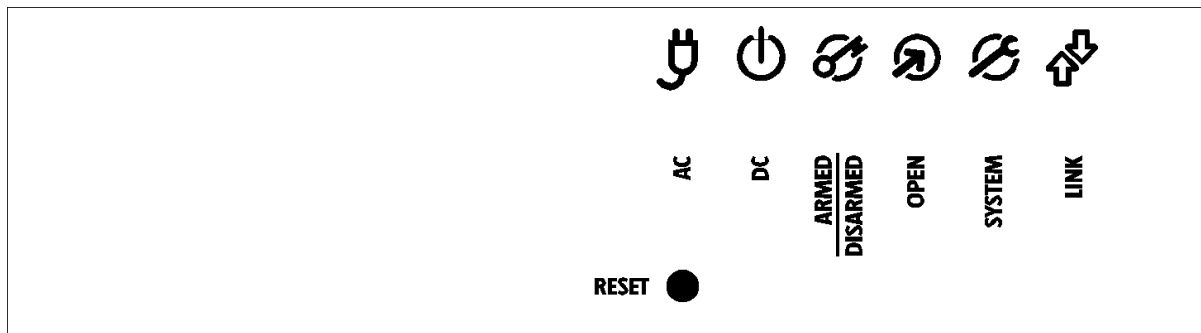 AC
DC
ARMED
DISARMED
OPEN
SYSTEM
LINK
RESET